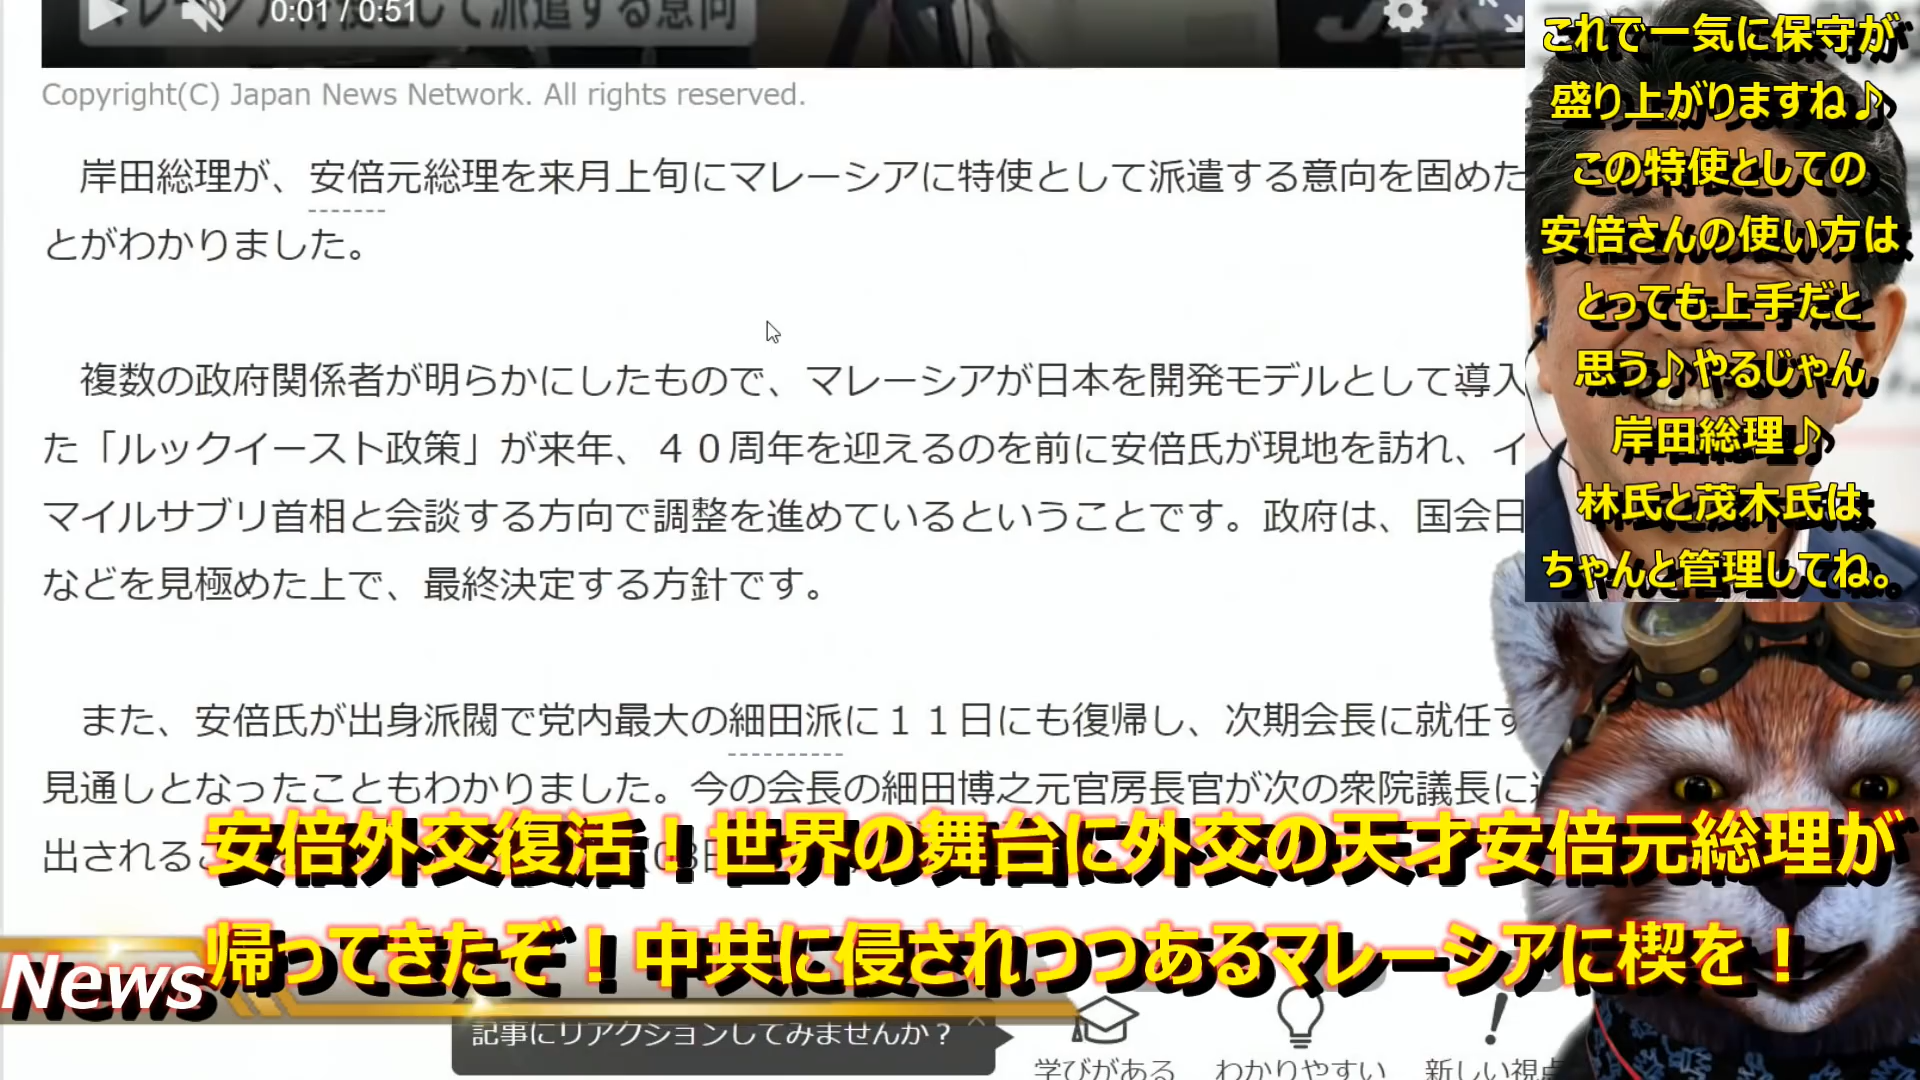 レーシア特使として派遣する意向
0:01 / 0:51
Copyright(C) Japan News Network. All rights reserved.
岸田総理が、安倍元総理を来月上旬にマレーシアに特使として派遣する意向を固めた
とがわかりました。
複数の政府関係者が明らかにしたもので、マレーシアが日本を開発モデルとして導入
た「ルックイースト政策」が来年、４０周年を迎えるのを前に安倍氏が現地を訪れ、イ
マイルサブリ首相と会談する方向で調整を進めているということです。政府は、国会日
などを見極めた上で、最終決定する方針です。
また、安倍氏が出身派閥で党内最大の細田派に１１日にも復帰し、次期会長に就任す
見通しとなったこともわかりました。今の会長の細田博之元官房長官が次の衆院議長に
出される
これで一気に保守が
盛り上がりますね♪
この特使としての
安倍さんの使い方は
とっても上手だと
思う♪やるじゃん
岸田総理♪
林氏と茂木氏は
ちゃんと管理してね。
安倍外交復活！世界の舞台に外交の天才安倍元総理が
帰ってきたぞ！中共に侵されつつあるマレーシアに楔を！
News
記事にリアクションしてみませんか？
学びがある
わかりやすい
新しい視点